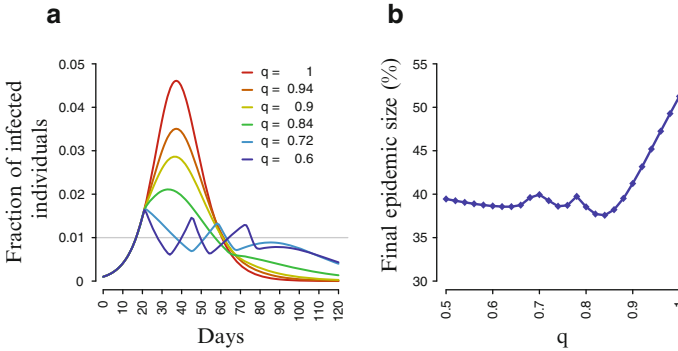 a
Fraction of infected
individuals
0.05
0.04
0.03
0.02
0.01
0
q = 1
q = 0.94
q = 0.9
q = 0.84
q = 0.72
q = 0.6
0 10 20 30 40 50 60 70 80 90 100 110 120
Days
b
Final epidemic size (%)
55
50
45
40
35
30
0.5 0.6 0.7 0.8 0.9 1
q